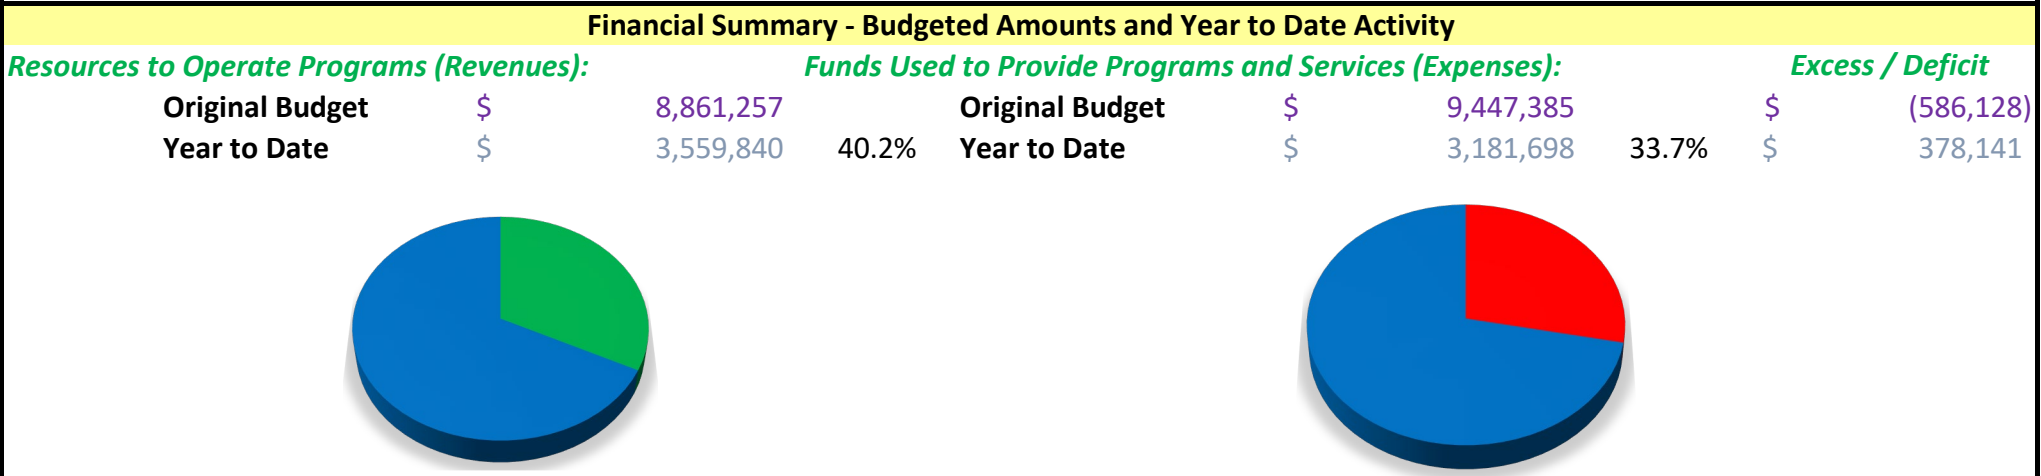 Financial Summary - Budgeted Amounts and Year to Date Activity
Resources to Operate Programs (Revenues): Funds Used to Provide Programs and Services (Expenses): Excess / Deficit
Original Budget $ 8,861,257 Original Budget $ 9,447,385 $ (586,128)
Year to Date $ 3,559,840 40.2% Year to Date $ 3,181,698 33.7% $ 378,141